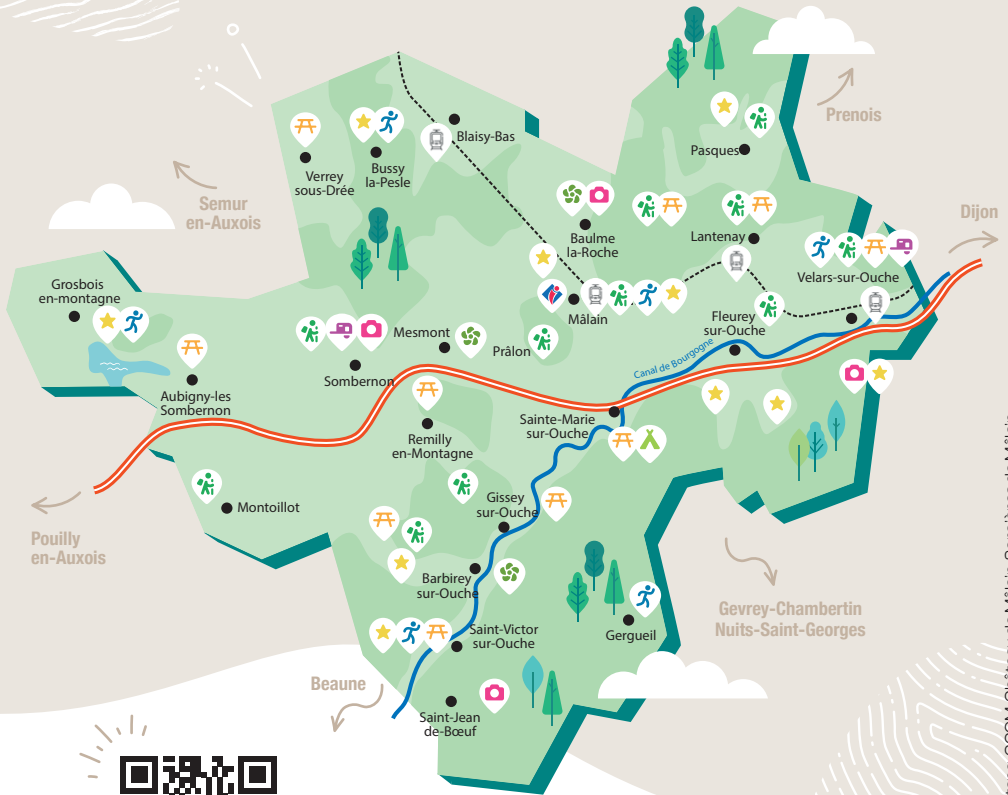 Prenois
Blaisy-Bas
Pasques
Verrey
sous-Drée
Bussy
la-Pesle
Semur
en-Auxois
Dijon
Baulme
la-Roche
Lantenay
Velars-sur-Ouche
Grosbois
en-montagne
Mâlain
Fleurey
sur-Ouche
Mesmont
Prâlon
Canal de Bourgogne
Sombernon
Aubigny-les
Sombernon
Sainte-Marie
sur-Ouche
Remilly
en-Montagne
Montoillot
Gissey
sur-Ouche
Pouilly
en-Auxois
Barbirey
sur-Ouche
Gevrey-Chambertin
Nuits-Saint-Georges
Saint-Victor
sur-Ouche
Gergueil
Beaune
Saint-Jean
de-Bœuf